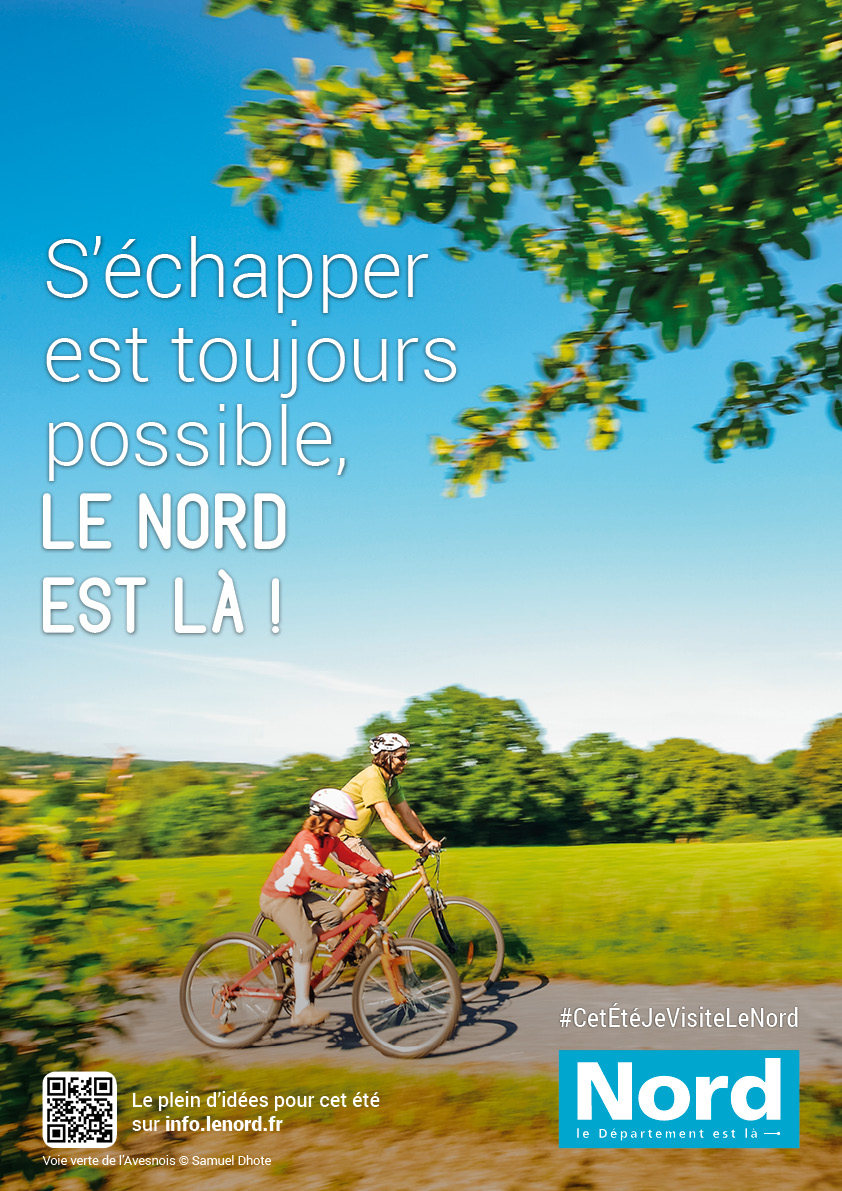 S’échapper
est toujours
possible,
LE NORD
EST LÀ !
#CetÉtéJeVisiteLeNord
Nord
le Département est là
Le plein d’idées pour cet été
sur info.lenord.fr
Voie verte de l’Avesnois © Samuel Dhote